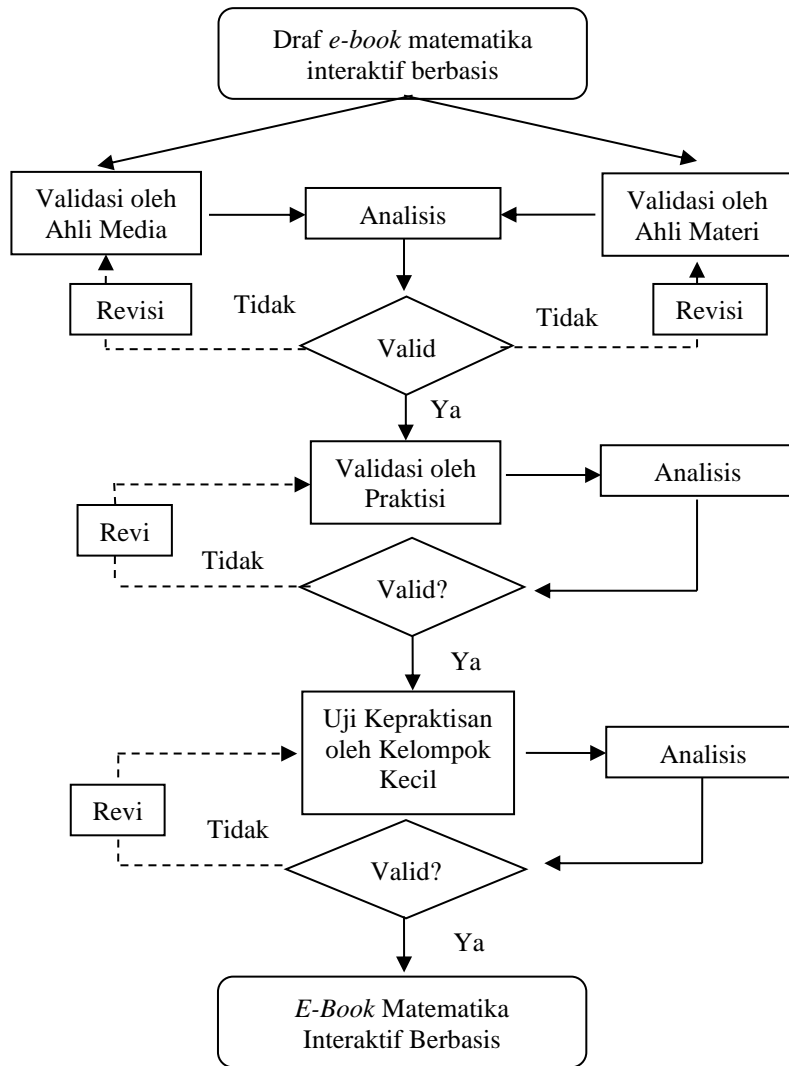 Draf e-book matematika
interaktif berbasis
Validasi oleh
Ahli Media
Analisis
Validasi oleh
Ahli Materi
Revisi
Tidak
Tidak
Revisi
Valid
Ya
Validasi oleh
Praktisi
Analisis
Revi
Tidak
Valid?
Ya
Uji Kepraktisan
oleh Kelompok
Kecil
Analisis
Revi
Tidak
Valid?
Ya
E-Book Matematika
Interaktif Berbasis